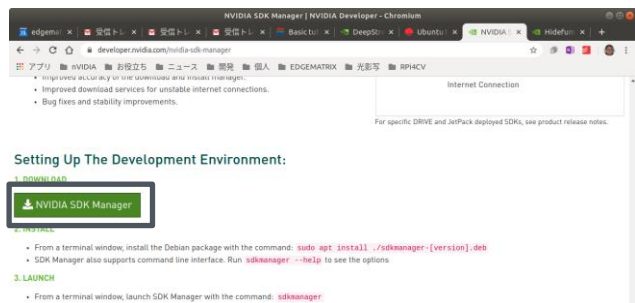 NVIDIA SDK Manager | NVIDIA Developer - Chromium
edgemat
受信トレ
受信トレ
受信トレ
Basic tut
DeepStre
Ubuntu
NVIDIA
Hidefum
developer.nvidia.com/nvidia-sdk-manager
アプリ nVIDIA お役立ち ニュース 開発 個人 EDGEMATRIX 光影写 RPi4CV
Improved accuracy of the download and install manager.
• Improved download services for unstable internet connections.
• Bug fixes and stability improvements.
Internet Connection
For specific DRIVE and JetPack deployed SDKs, see product release notes.
Setting Up The Development Environment:
1. DOWNLOAD
NVIDIA SDK Manager
2. INSTALL
• From a terminal window, install the Debian package with the command: sudo apt install ./sdkmanager-[version].deb
• SDK Manager also supports command line interface. Run sdkmanager --help to see the options
3. LAUNCH
• From a terminal window, launch SDK Manager with the command: sdkmanager